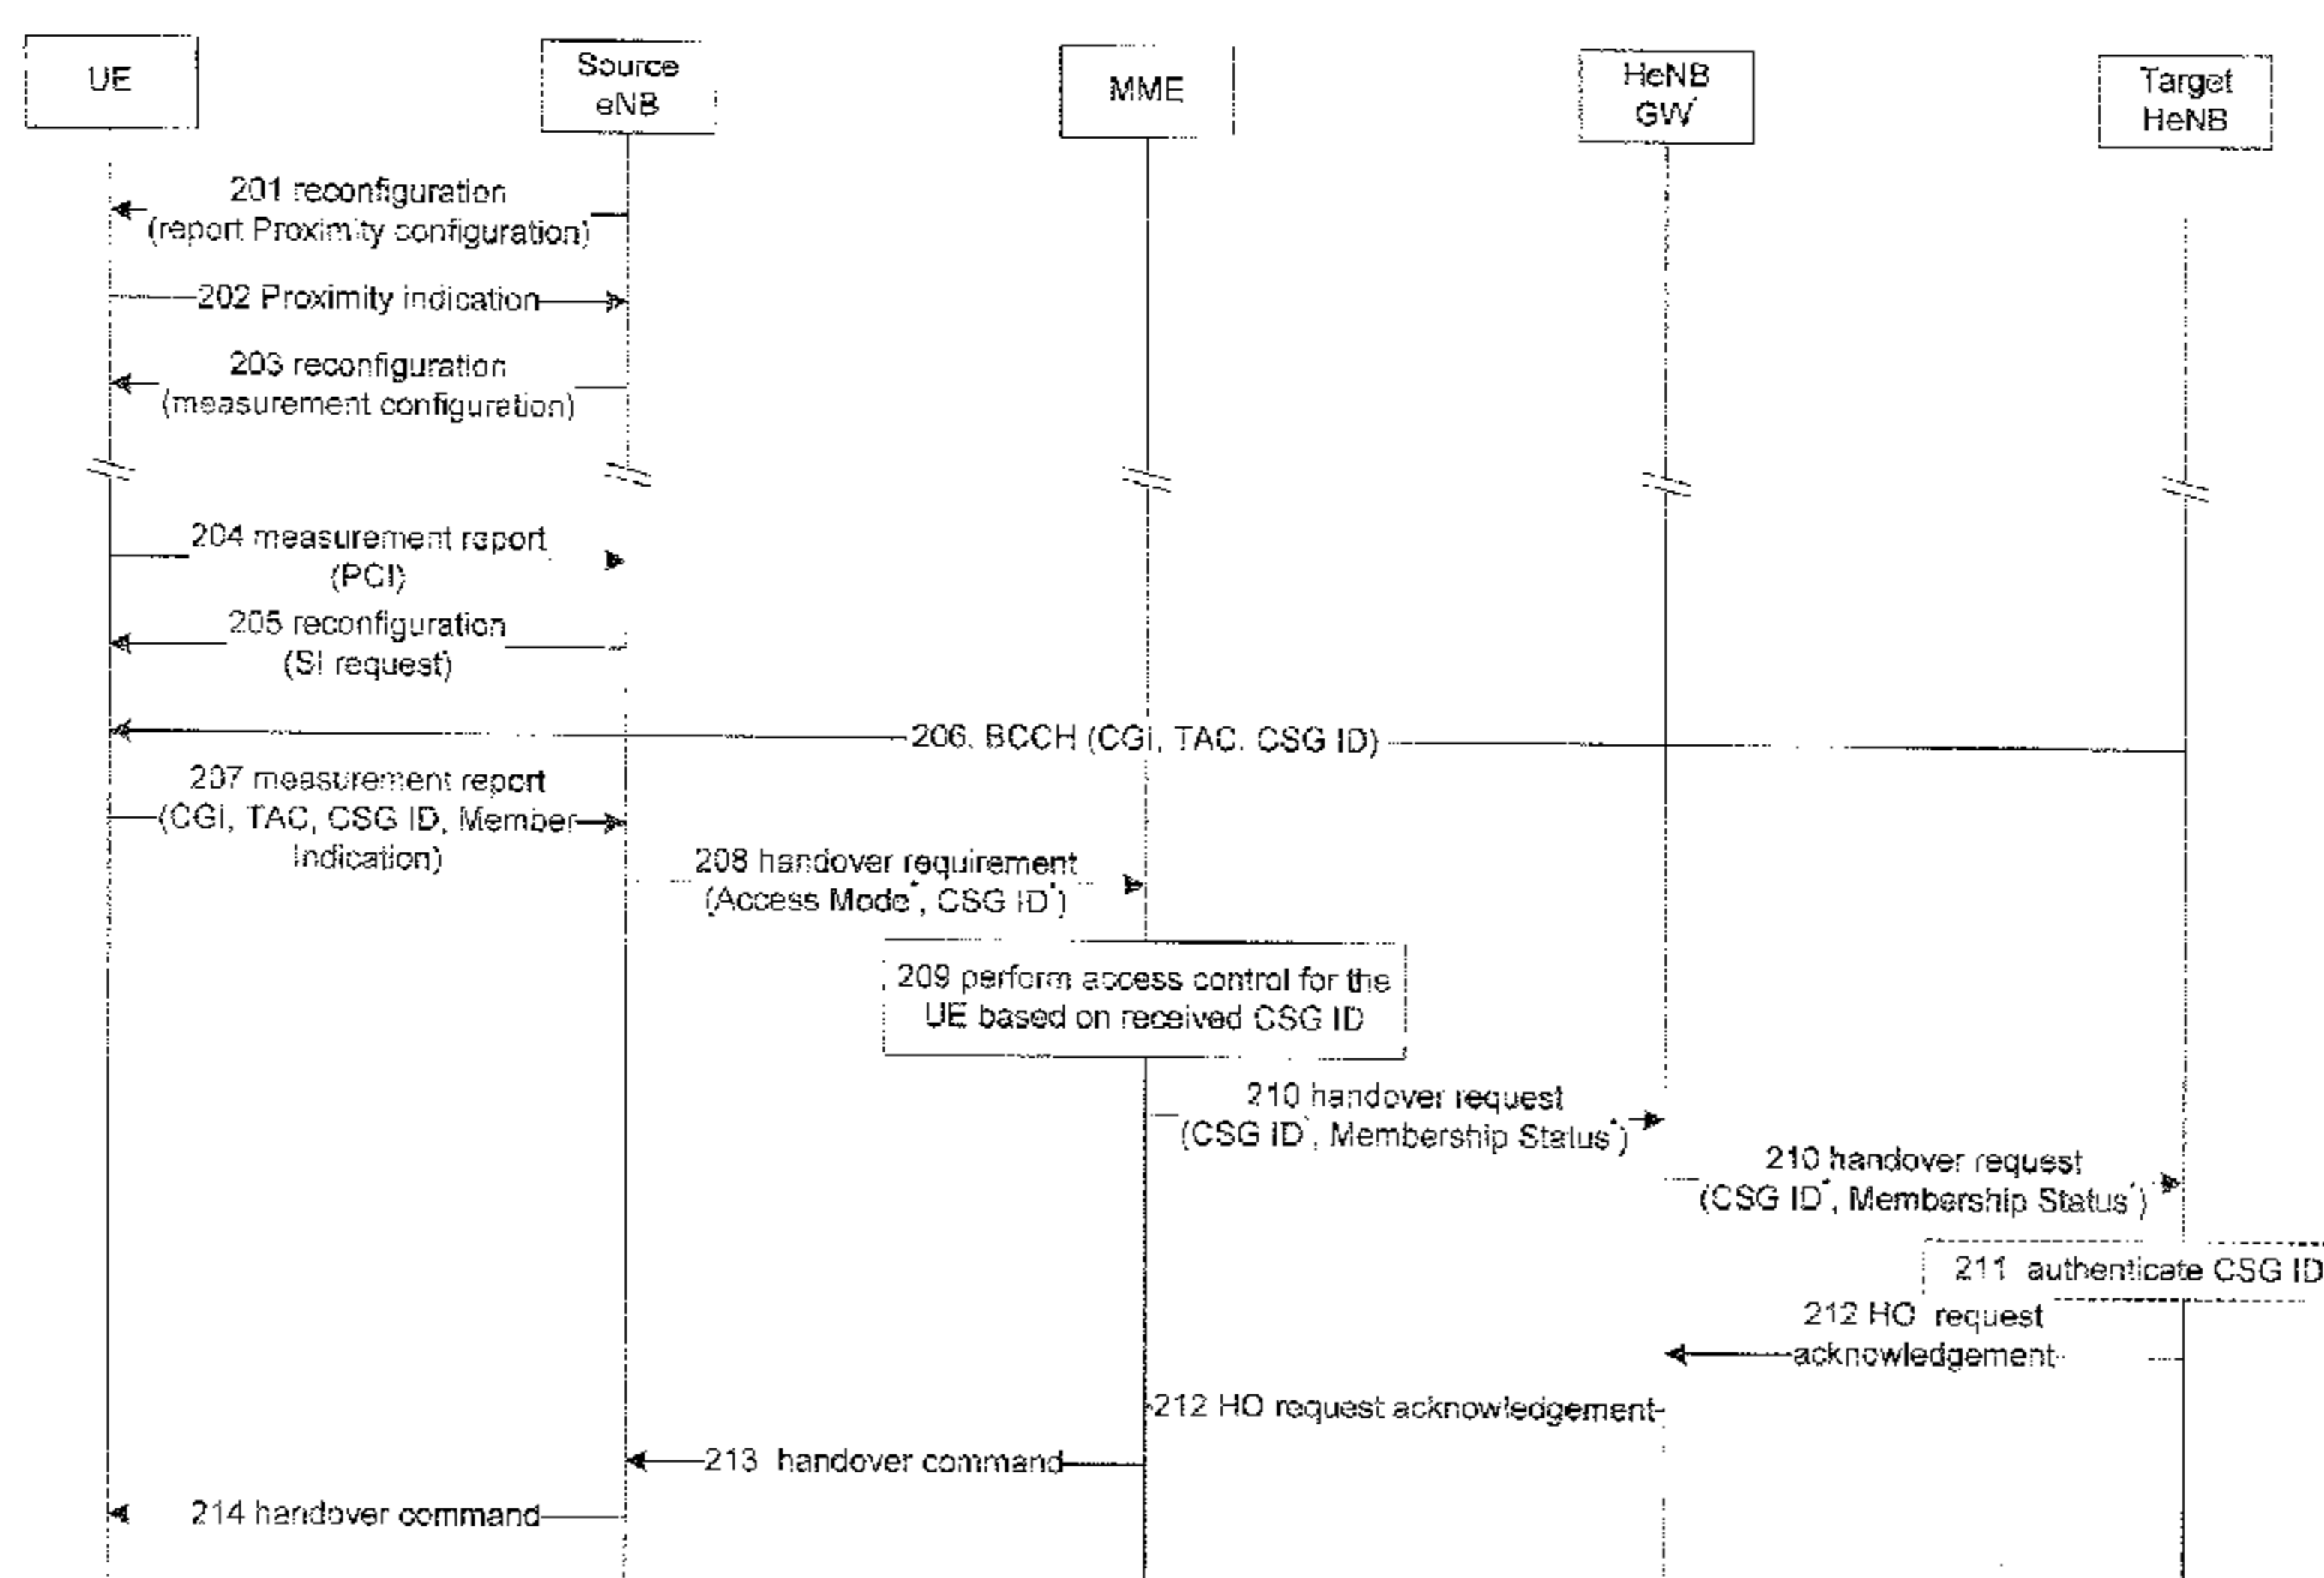 UE
Source
eNB
MME
HeNB
GW*
Target
HeNB
201 reconfiguration
(report Proximity configuration)
202 Proximity indication
203 reconfiguration
(measurement configuration)
204 measurement report
(PCI)
205 reconfiguration
(SI request)
206. BCCH (CGI, TAC. CSG ID)
207 measurement report
(CGI, TAC, CSG ID, Member
Indication)
208 handover requirement
(Access Mode*, CSG ID*)
209 perform access control for the
UE based on received CSG ID
210 handover request
(CSG ID*, Membership Status*)
210 handover request
(CSG ID*, Membership Status*)
211 authenticate CSG ID
212 HO request
acknowledgement
212 HO request acknowledgement
213 handover command
214 handover command